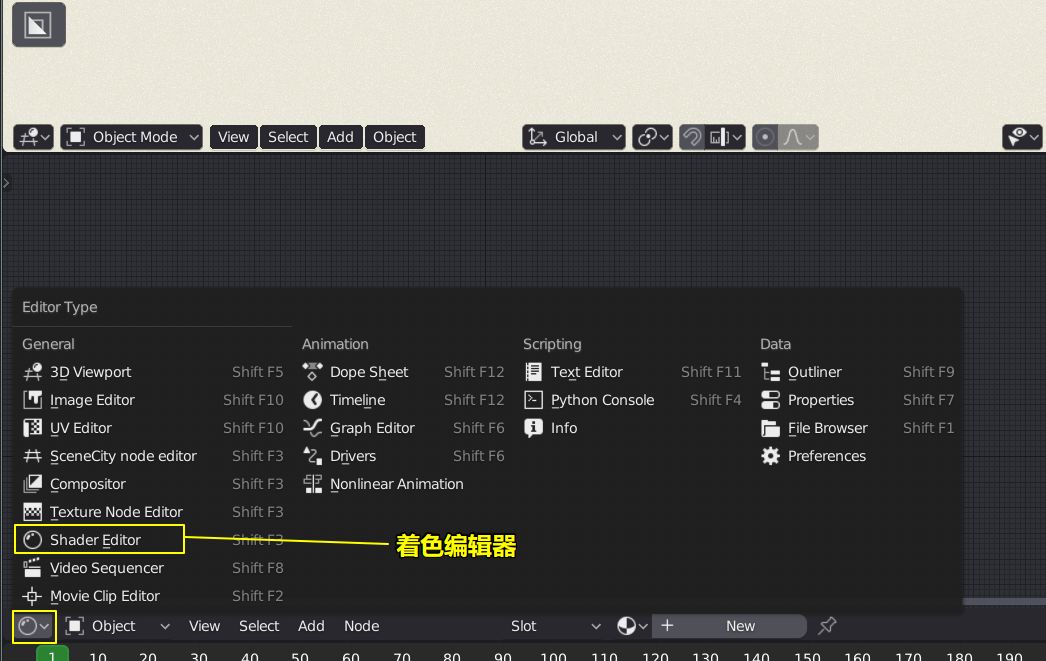 Object Mode View Select Add Object Global
Editor Type
General Animation Scripting Data
3D Viewport Shift F5 Dope Sheet Shift F12 Text Editor Shift F11 Outliner Shift F9
Image Editor Shift F10 Timeline Shift F12 Python Console Shift F4 Properties Shift F7
UV Editor Shift F10 Graph Editor Shift F6 Info File Browser Shift F1
SceneCity node editor Shift F3 Drivers Shift F6 Preferences
Compositor Shift F3 Nonlinear Animation
Texture Node Editor Shift F3
Shader Editor Shift F3 着色编辑器
Video Sequencer Shift F8
Movie Clip Editor Shift F2
Object View Select Add Node Slot New
1 10 20 30 40 50 60 70 80 90 100 110 120 130 140 150 160 170 180 190